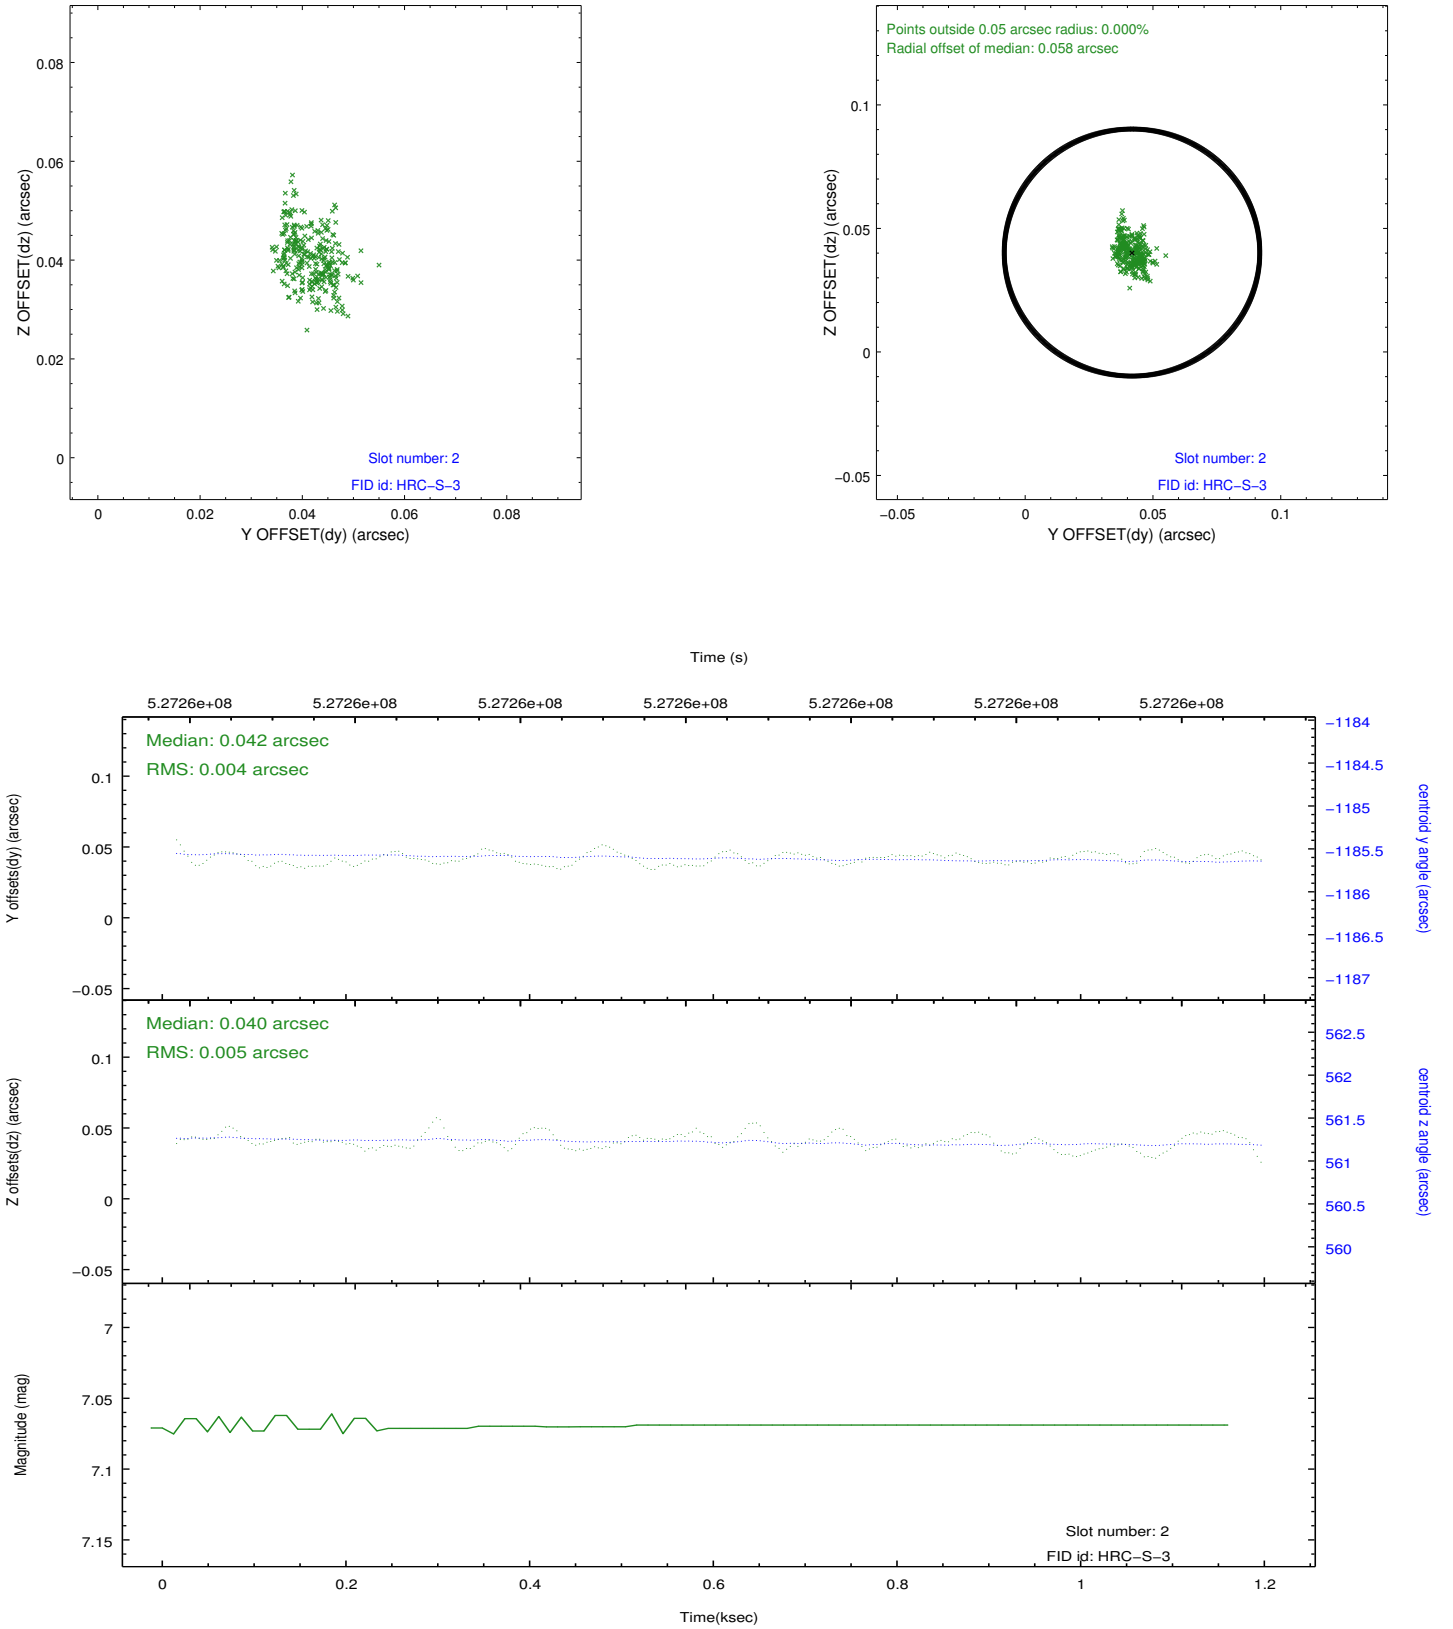 0.08
0.06
0.04
0.02
0
Z OFFSET(dz) (arcsec)
Slot number: 2
FID id: HRC−S−3
0 0.02 0.04 0.06 0.08
Y OFFSET(dy) (arcsec)
Points outside 0.05 arcsec radius: 0.000%
Radial offset of median: 0.058 arcsec
0.1
0.05
0
−0.05
Z OFFSET(dz) (arcsec)
Slot number: 2
FID id: HRC−S−3
−0.05 0 0.05 0.1
Y OFFSET(dy) (arcsec)
Time (s)
5.2726e+08 5.2726e+08 5.2726e+08 5.2726e+08 5.2726e+08 5.2726e+08 5.2726e+08
Median: 0.042 arcsec
RMS: 0.004 arcsec
0.1
0.05
0
−0.05
Y offsets(dy) (arcsec)
−1184
−1184.5
−1185
−1185.5
−1186
−1186.5
−1187
centroid y angle (arcsec)
Median: 0.040 arcsec
RMS: 0.005 arcsec
0.1
0.05
0
−0.05
Z offsets(dz) (arcsec)
562.5
562
561.5
561
560.5
560
centroid z angle (arcsec)
7
7.05
7.1
7.15
Magnitude (mag)
Slot number: 2
FID id: HRC−S−3
0 0.2 0.4 0.6 0.8 1 1.2
Time(ksec)